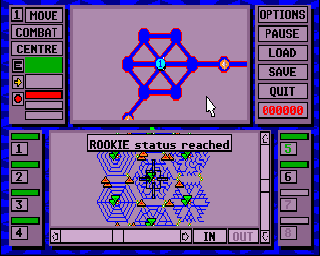 1 MOVE
COMBAT
CENTRE
E
1
OPTIONS
PAUSE
LOAD
SAVE
QUIT
000000
ROOKIE status reached
1
2
3
4
5
6
7
8
IN OUT